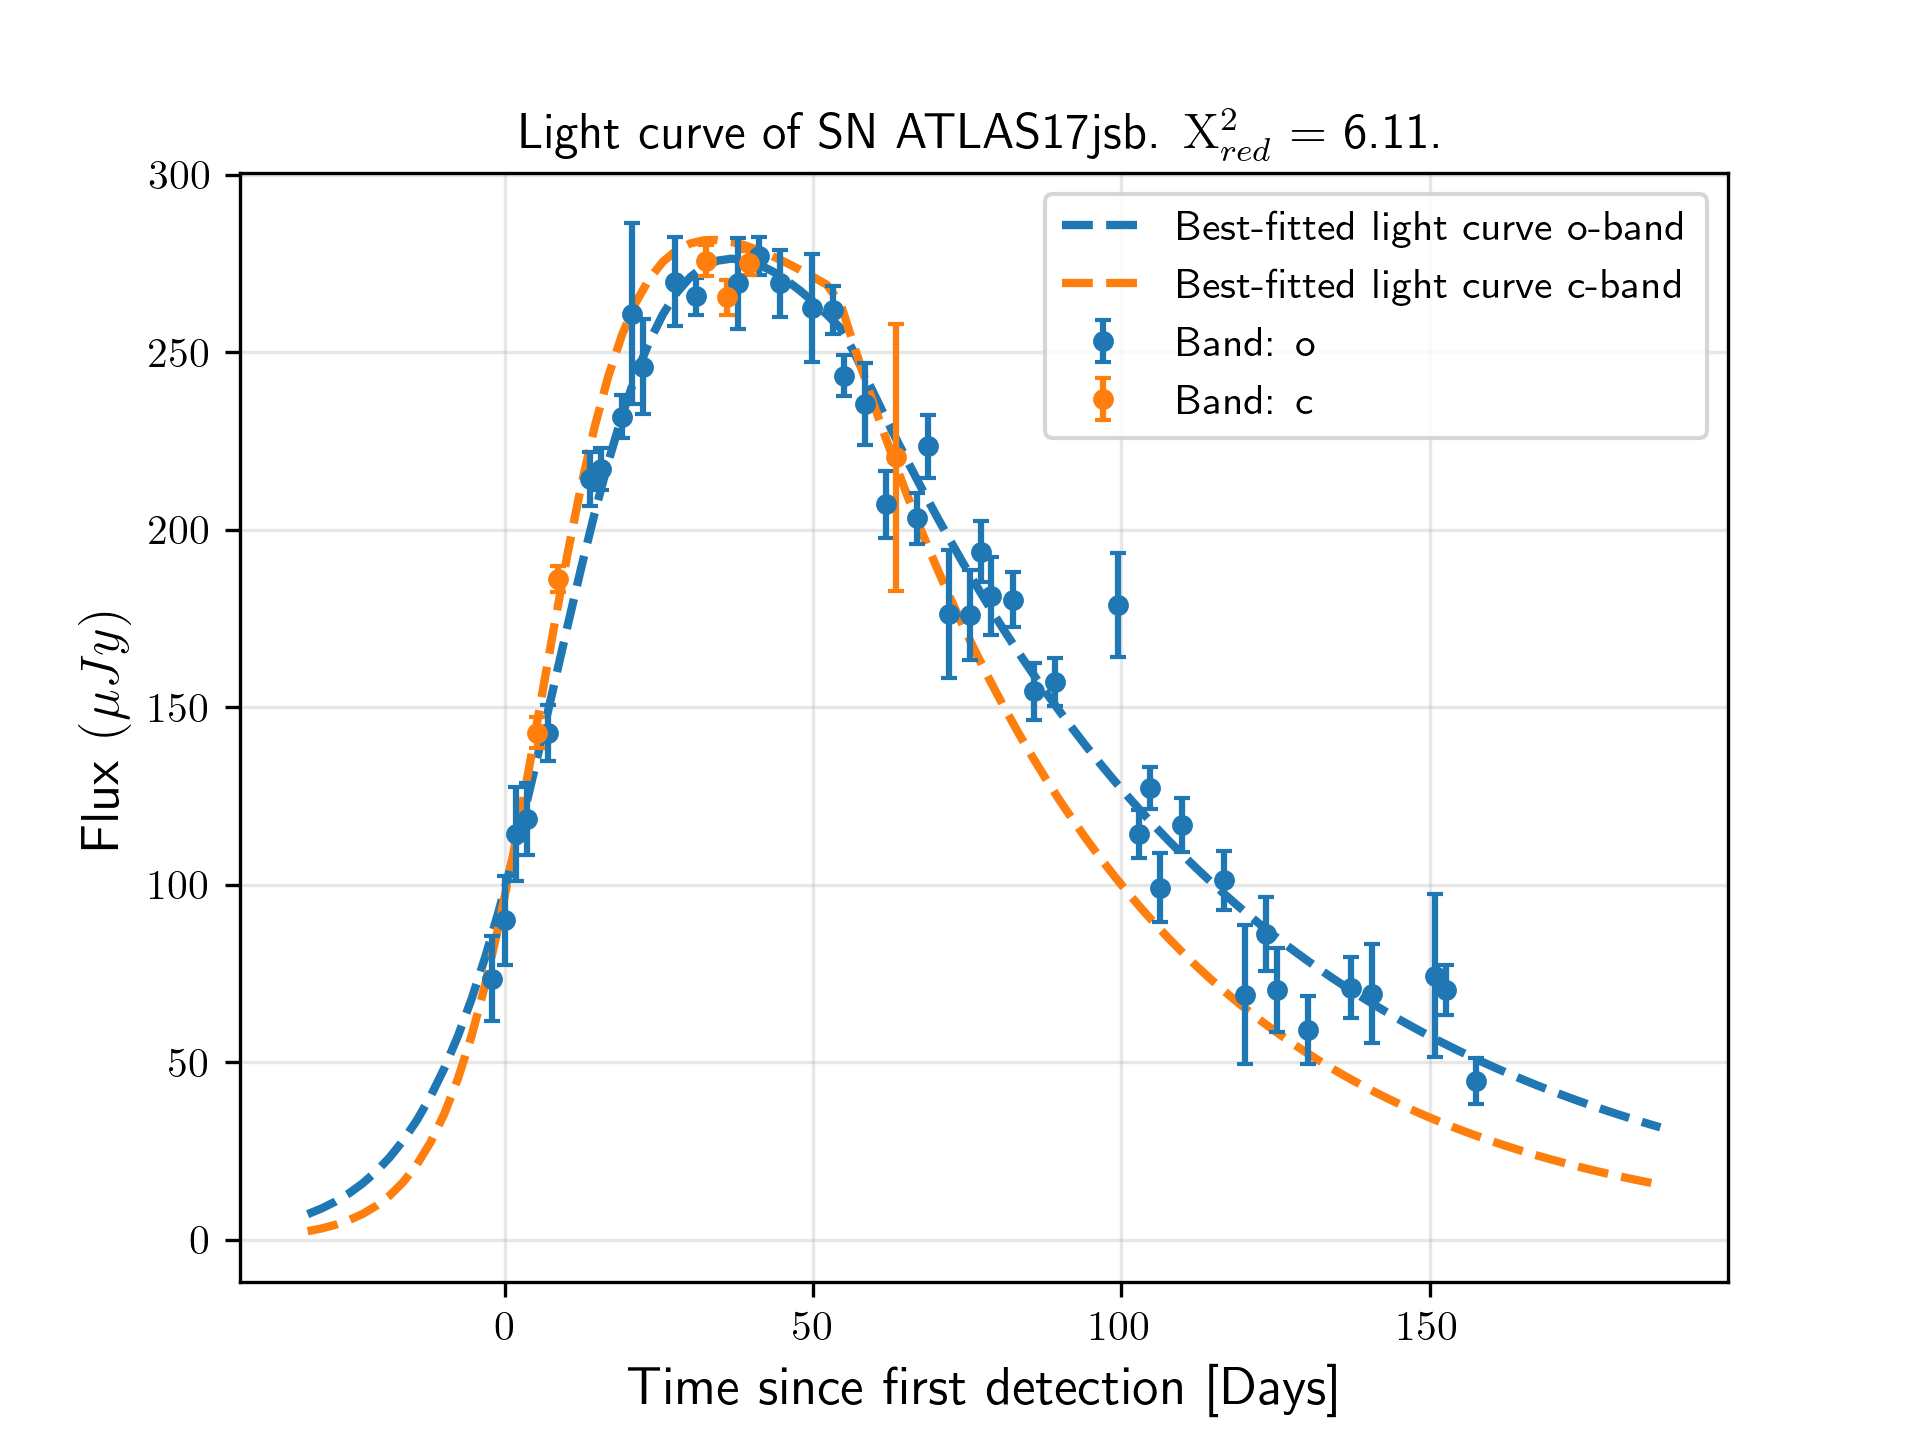 Light curve of SN ATLAS17jsb. X²red = 6.11.
300
250
200
150
100
50
0
Flux (μJy)
Best-fitted light curve o-band
Best-fitted light curve c-band
Band: o
Band: c
0 50 100 150
Time since first detection [Days]